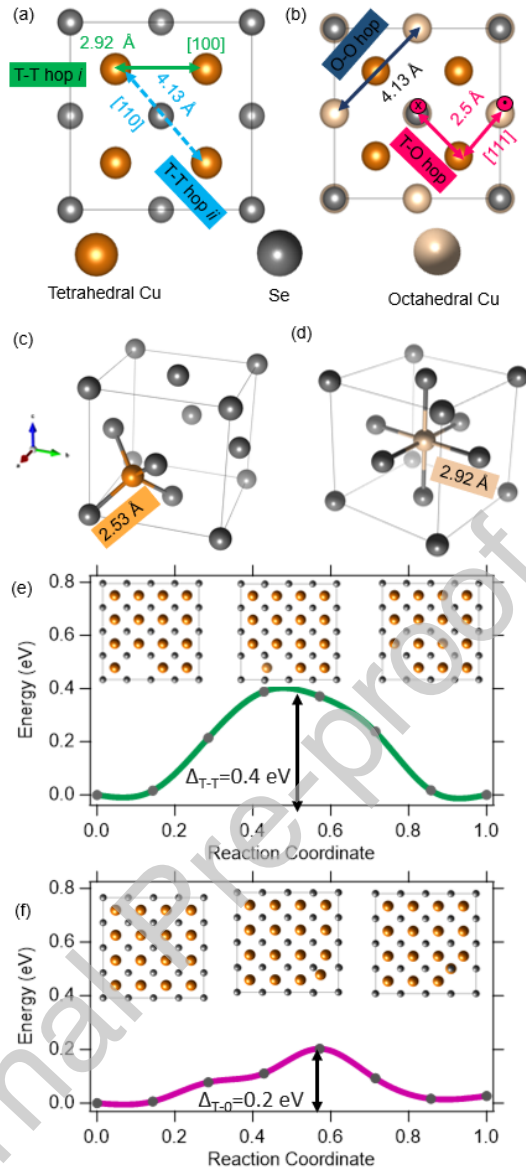 (a)
2.92 Å
[100]
T-T hop i
4.13 Å
[110]
T-T hop ii
(b)
O-O hop
4.13 Å
x
2.5 Å
[111]
T-O hop
Tetrahedral Cu
Se
Octahedral Cu
(c)
2.53 Å
(d)
2.92 Å
(e)
0.8
0.6
0.4
0.2
0.0
Energy (eV)
Δ_T-T=0.4 eV
0.0 0.2 0.4 0.6 0.8 1.0
Reaction Coordinate
(f)
0.8
0.6
0.4
0.2
0.0
Energy (eV)
Δ_T-0=0.2 eV
0.0 0.2 0.4 0.6 0.8 1.0
Reaction Coordinate
nal Pre-proof